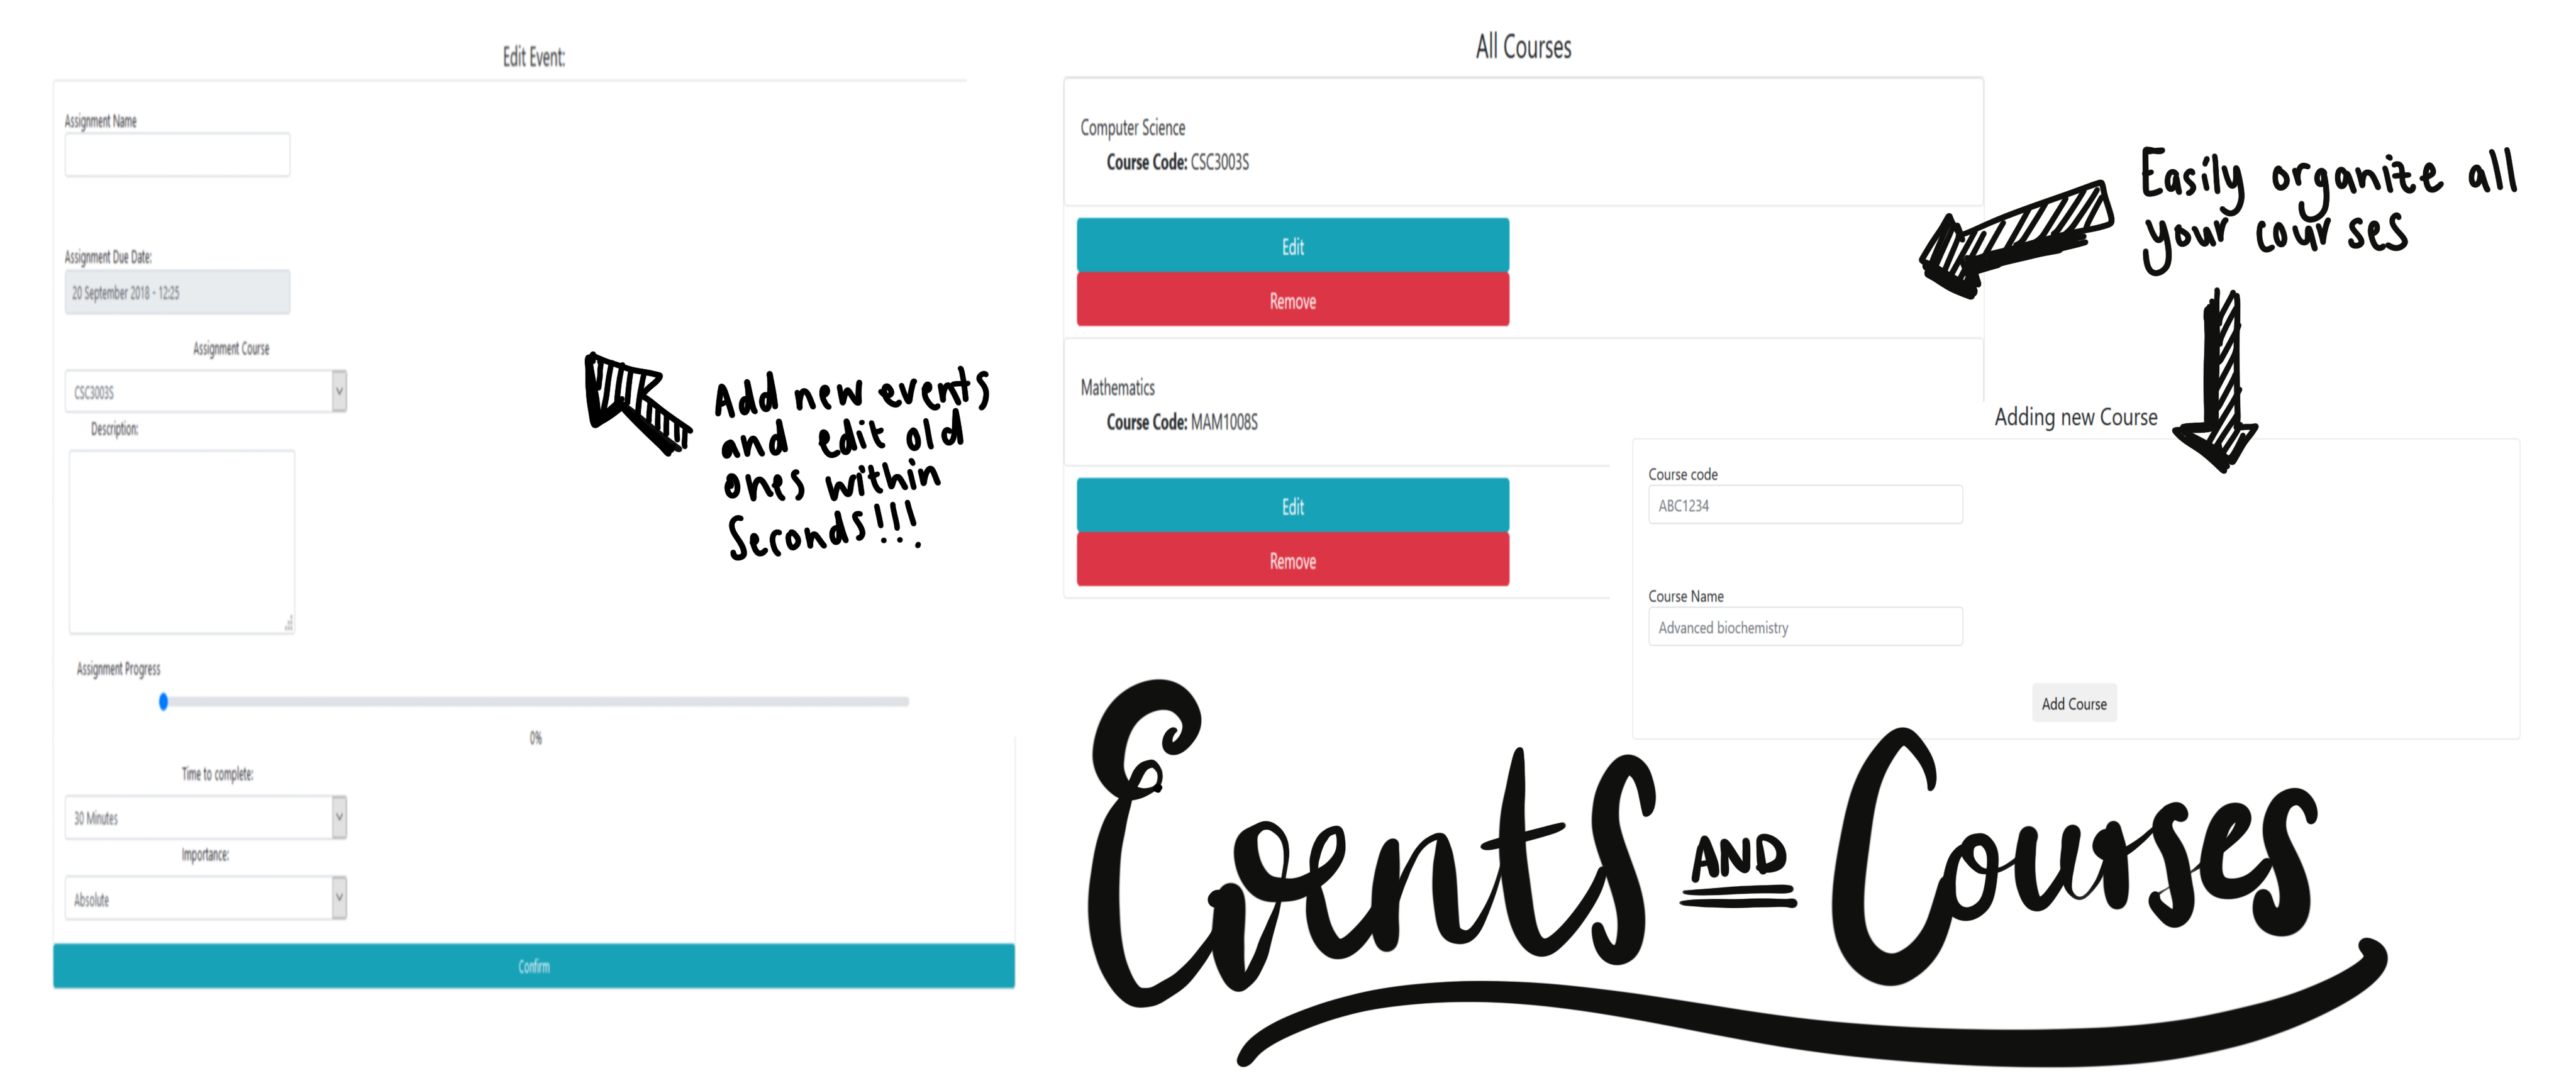 Edit Event:
Assignment Name
Assignment Due Date:
20 September 2018 - 12:25
Assignment Course
CSC3003S
Description:
Assignment Progress
0%
Time to complete:
30 Minutes
Importance:
Absolute
Confirm
Add new events
and edit old
ones within
Seconds!!!
All Courses
Computer Science
Course Code: CSC3003S
Edit
Remove
Mathematics
Course Code: MAM1008S
Edit
Remove
Easily organize all
your courses
Adding new Course
Course code
ABC1234
Course Name
Advanced biochemistry
Add Course
Events AND Courses